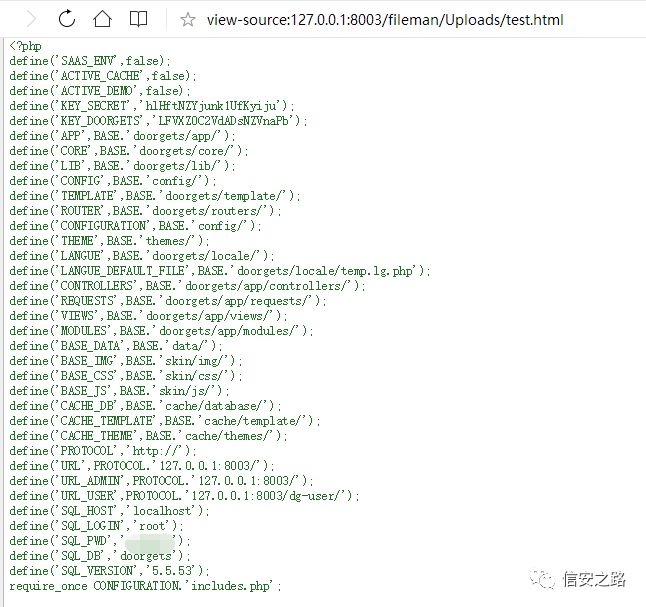 view-source:127.0.0.1:8003/fileman/Uploads/test.html
<?php
define('SAAS_ENV',false);
define('ACTIVE_CACHE',false);
define('ACTIVE_DEMO',false);
define('KEY_SECRET','hlHftNZYjunk1UfKyiju');
define('KEY_DOORGETS','LFVXZ0C2VdADsNZVnaPb');
define('APP',BASE.'doorgets/app/');
define('CORE',BASE.'doorgets/core/');
define('LIB',BASE.'doorgets/lib/');
define('CONFIG',BASE.'config/');
define('TEMPLATE',BASE.'doorgets/template/');
define('ROUTER',BASE.'doorgets/routers/');
define('CONFIGURATION',BASE.'config/');
define('THEME',BASE.'themes/');
define('LANGUE',BASE.'doorgets/locale/');
define('LANGUE_DEFAULT_FILE',BASE.'doorgets/locale/temp.lg.php');
define('CONTROLLERS',BASE.'doorgets/app/controllers/');
define('REQUESTS',BASE.'doorgets/app/requests/');
define('VIEWS',BASE.'doorgets/app/views/');
define('MODULES',BASE.'doorgets/app/modules/');
define('BASE_DATA',BASE.'data/');
define('BASE_IMG',BASE.'skin/img/');
define('BASE_CSS',BASE.'skin/css/');
define('BASE_JS',BASE.'skin/js/');
define('CACHE_DB',BASE.'cache/database/');
define('CACHE_TEMPLATE',BASE.'cache/template/');
define('CACHE_THEME',BASE.'cache/themes/');
define('PROTOCOL','http://');
define('URL',PROTOCOL.'127.0.0.1:8003/');
define('URL_ADMIN',PROTOCOL.'127.0.0.1:8003/');
define('URL_USER',PROTOCOL.'127.0.0.1:8003/dg-user/');
define('SQL_HOST','localhost');
define('SQL_LOGIN','root');
define('SQL_PWD','');
define('SQL_DB','doorgets');
define('SQL_VERSION','5.5.53');
require_once CONFIGURATION.'includes.php';
信安之路